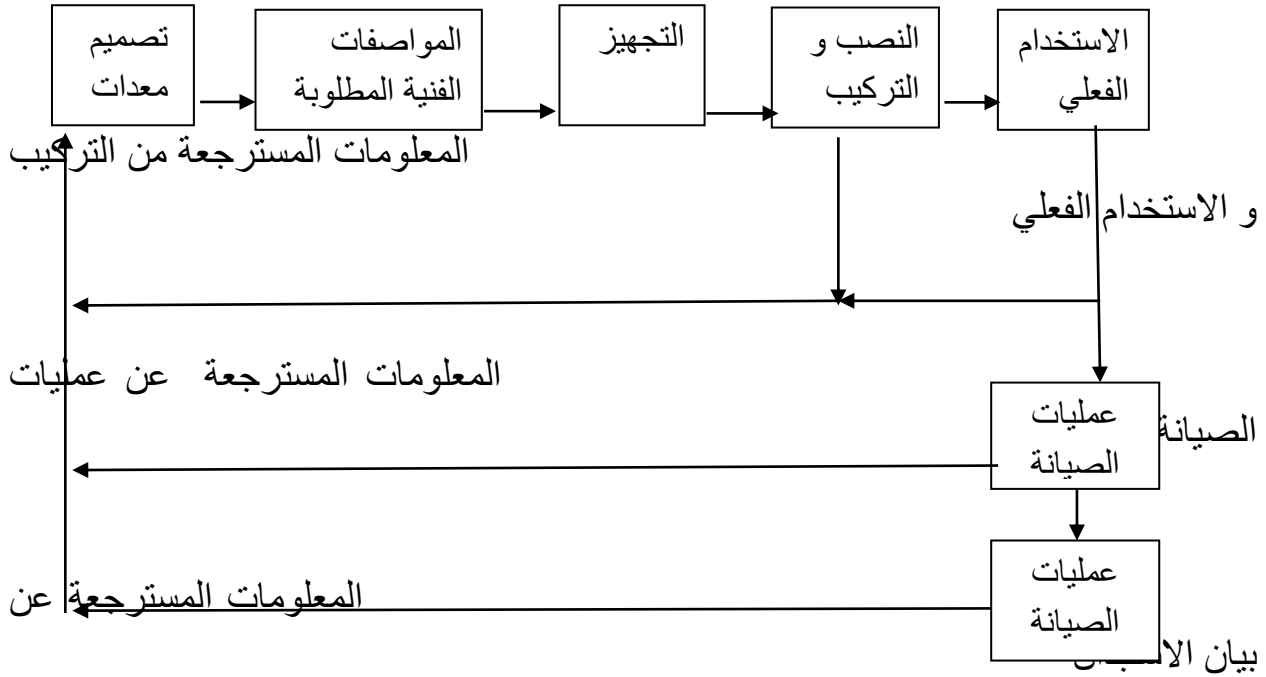 تصميم
معدات
المواصفات
الفنية المطلوبة
التجهيز
النصب و
التركيب
الاستخدام
الفعلي
المعلومات المسترجعة من التركيب
و الاستخدام الفعلي
المعلومات المسترجعة عن عمليات
الصيانة
عمليات
الصيانة
المعلومات المسترجعة عن
بيان
عمليات
الصيانة